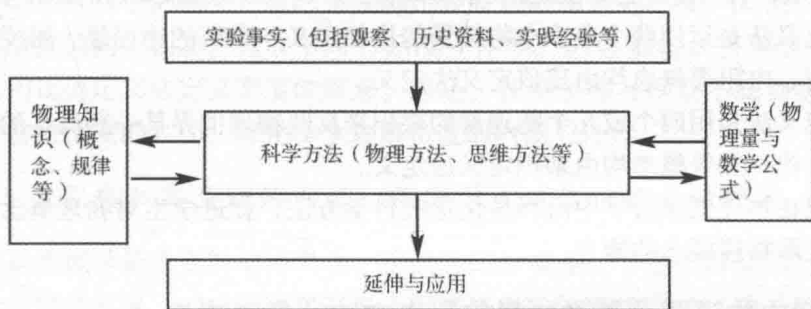 实验事实(包括观察、历史资料、实践经验等)
物理知
识(概
念、规律
等)
科学方法(物理方法、思维方法等)
数学(物
理量与
数学公
式)
延伸与应用